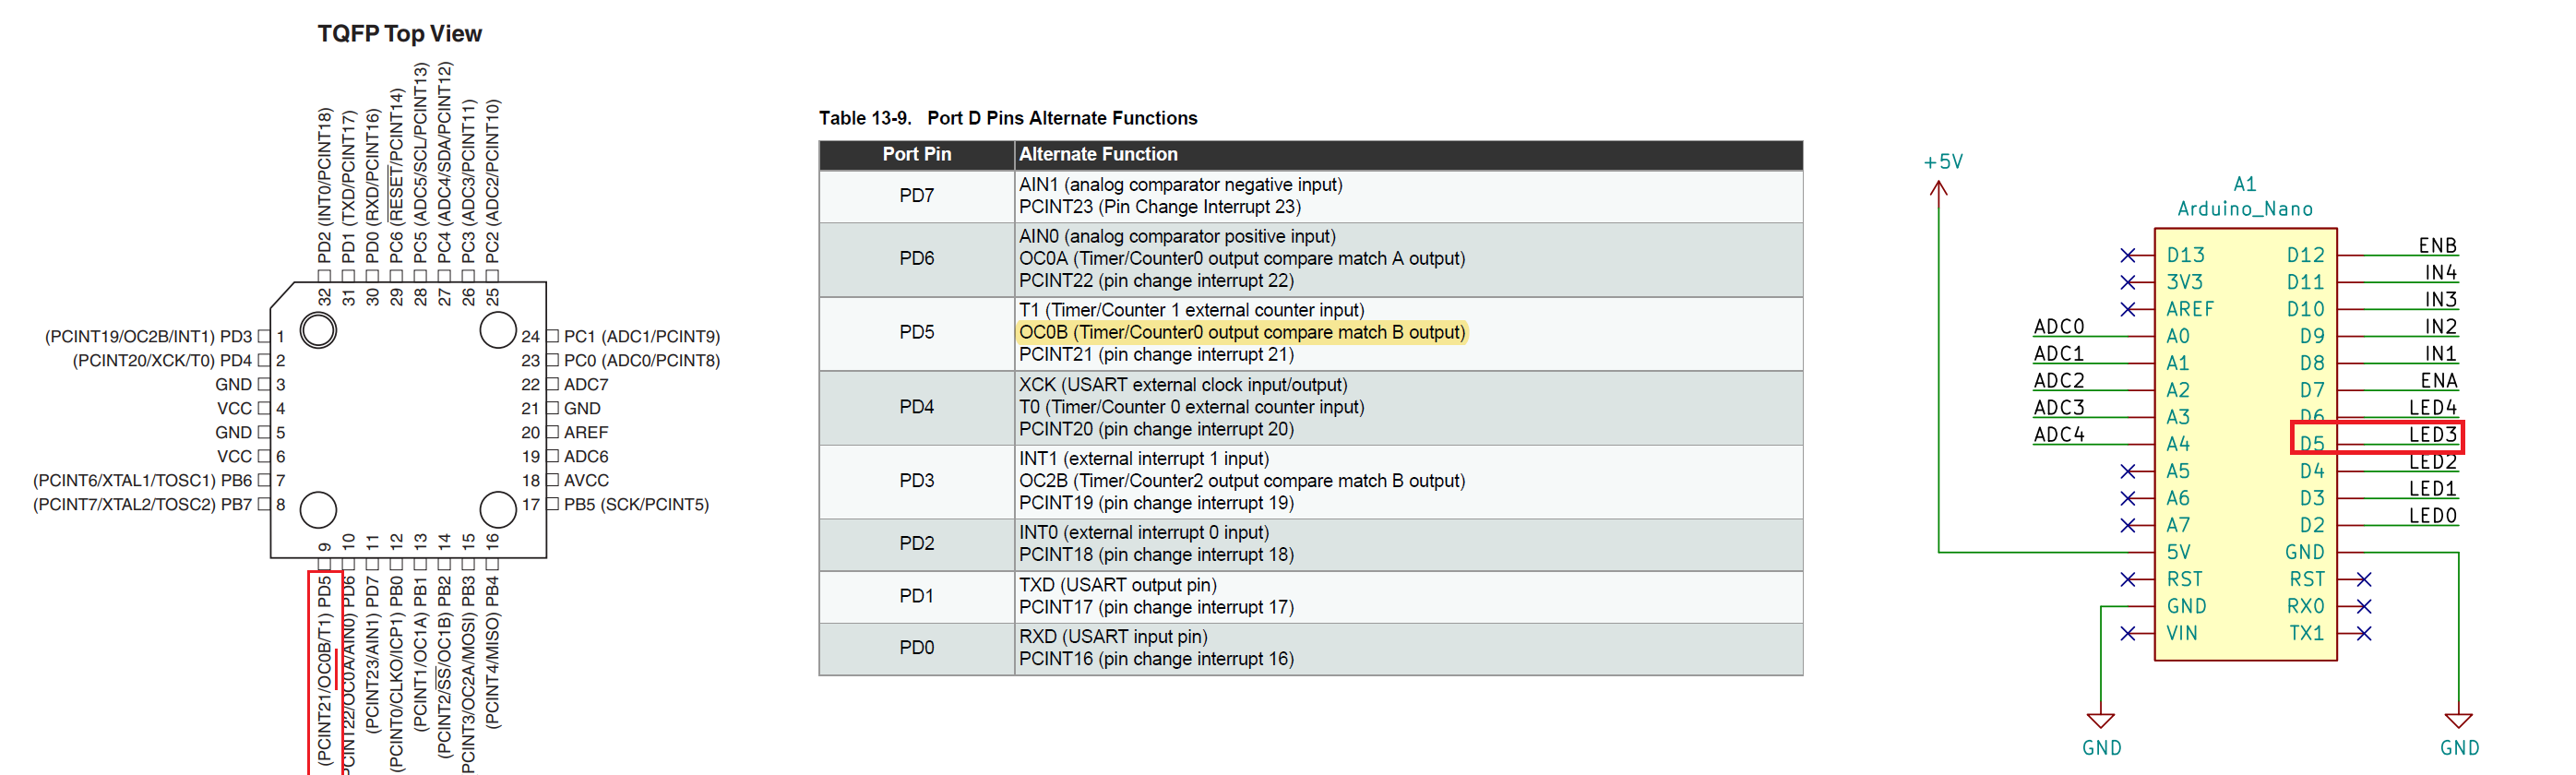 TQFP Top View
PD2 (INT0/PCINT18)
PD1 (TXD/PCINT17)
PD0 (RXD/PCINT16)
PC6 (RESET/PCINT14)
PC5 (ADC5/SCL/PCINT13)
PC4 (ADC4/SDA/PCINT12)
PC3 (ADC3/PCINT11)
PC2 (ADC2/PCINT10)
32
31
30
29
28
27
26
25
(PCINT19/OC2B/INT1) PD3 1
(PCINT20/XCK/T0) PD4 2
GND 3
VCC 4
GND 5
VCC 6
(PCINT6/XTAL1/TOSC1) PB6 7
(PCINT7/XTAL2/TOSC2) PB7 8
24 PC1 (ADC1/PCINT9)
23 PC0 (ADC0/PCINT8)
22 ADC7
21 GND
20 AREF
19 ADC6
18 AVCC
17 PB5 (SCK/PCINT5)
9
10
11
12
13
14
15
16
(PCINT21/OC0B/T1) PD5
PCINT22/OC0A/AIN0) PD6
(PCINT23/AIN1) PD7
(PCINT0/CLKO/ICP1) PB0
(PCINT1/OC1A) PB1
(PCINT2/SS/OC1B) PB2
PCINT3/OC2A/MOSI) PB3
(PCINT4/MISO) PB4
Table 13-9. Port D Pins Alternate Functions
Port Pin Alternate Function
PD7
AIN1 (analog comparator negative input)
PCINT23 (Pin Change Interrupt 23)
PD6
AIN0 (analog comparator positive input)
OC0A (Timer/Counter0 output compare match A output)
PCINT22 (pin change interrupt 22)
PD5
T1 (Timer/Counter 1 external counter input)
OC0B (Timer/Counter0 output compare match B output)
PCINT21 (pin change interrupt 21)
PD4
XCK (USART external clock input/output)
T0 (Timer/Counter 0 external counter input)
PCINT20 (pin change interrupt 20)
PD3
INT1 (external interrupt 1 input)
OC2B (Timer/Counter2 output compare match B output)
PCINT19 (pin change interrupt 19)
PD2
INT0 (external interrupt 0 input)
PCINT18 (pin change interrupt 18)
PD1
TXD (USART output pin)
PCINT17 (pin change interrupt 17)
PD0
RXD (USART input pin)
PCINT16 (pin change interrupt 16)
+5V
A1
Arduino_Nano
D13 D12 ENB
3V3 D11 IN4
AREF D10 IN3
ADC0 A0 D9 IN2
ADC1 A1 D8 IN1
ADC2 A2 D7 ENA
ADC3 A3 D6 LED4
ADC4 A4 D5 LED3
A5 D4 LED2
A6 D3 LED1
A7 D2 LED0
5V GND
RST RST
GND RX0
VIN TX1
GND
GND